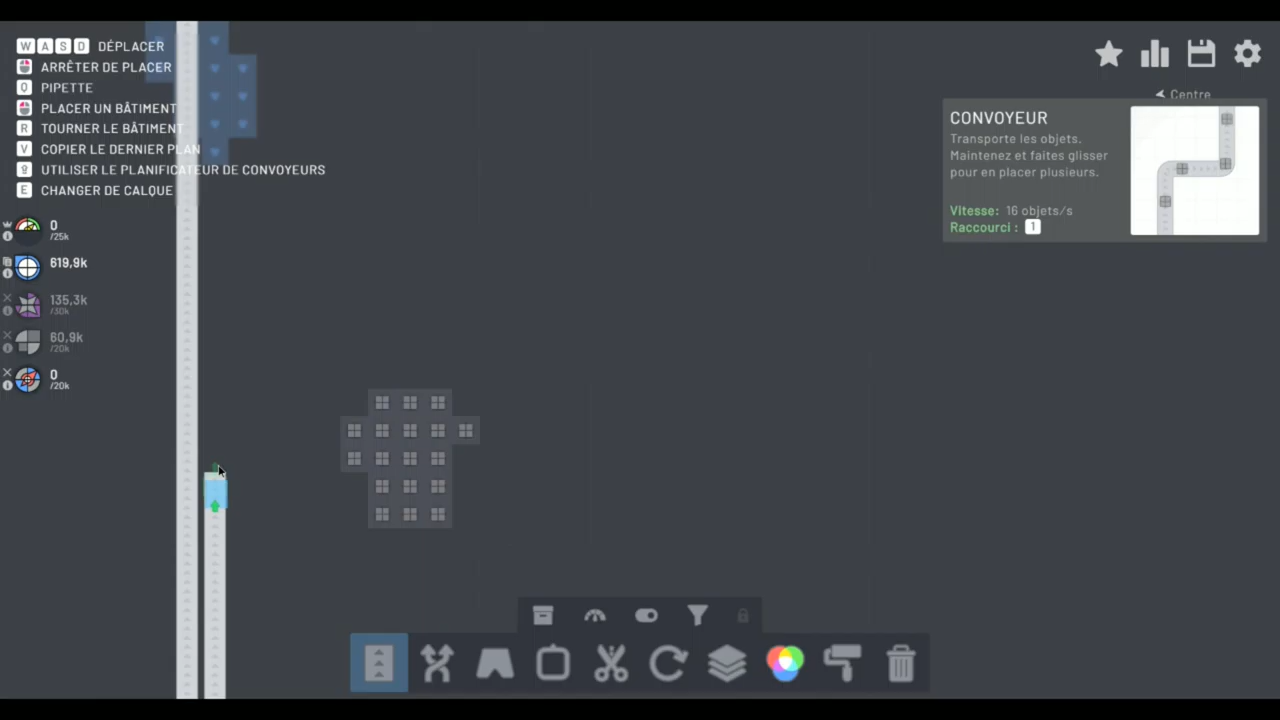 W A S D DÉPLACER
ARRÊTER DE PLACER
Q PIPETTE
PLACER UN BÂTIMENT
R TOURNER LE BÂTIMENT
V COPIER LE DERNIER PLAN
UTILISER LE PLANIFICATEUR DE CONVOYEURS
E CHANGER DE CALQUE
0
/25k
619,9k
135,3k
/30k
60,9k
/20k
0
/20k
Centre
CONVOYEUR
Transporte les objets.
Maintenez et faites glisser
pour en placer plusieurs.
Vitesse: 16 objets/s
Raccourci : 1